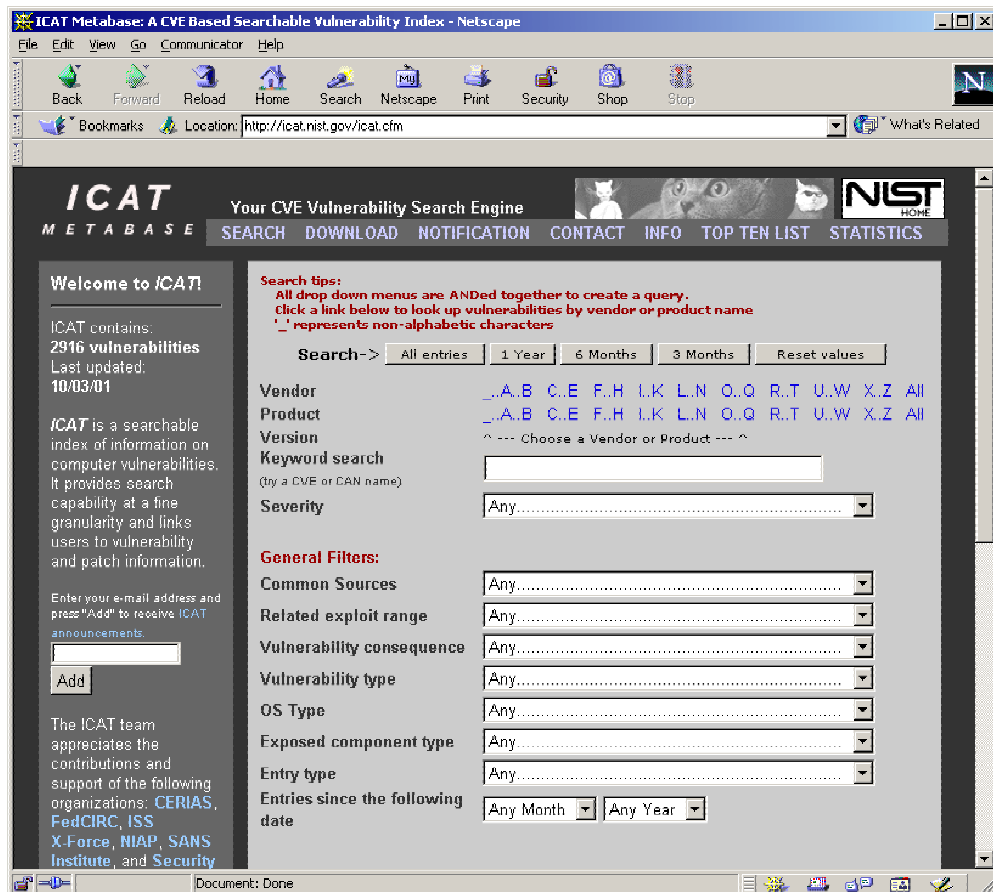 ICAT Metabase: A CVE Based Searchable Vulnerability Index - Netscape
File Edit View Go Communicator Help
My
N
Back Forward Reload Home Search Netscape Print Security Shop Stop
Bookmarks Location: http://icat.nist.gov/icat.cfm What's Related
ICAT
METABASE
Your CVE Vulnerability Search Engine
NIST
HOME
SEARCH DOWNLOAD NOTIFICATION CONTACT INFO TOP TEN LIST STATISTICS
Welcome to ICAT!
ICAT contains:
2916 vulnerabilities
Last updated:
10/03/01
ICAT is a searchable
index of information on
computer vulnerabilities.
It provides search
capability at a fine
granularity and links
users to vulnerability
and patch information.
Enter your e-mail address and
press "Add" to receive ICAT
announcements.
Add
The ICAT team
appreciates the
contributions and
support of the following
organizations: CERIAS,
FedCIRC, ISS
X-Force, NIAP, SANS
Institute, and Security
Search tips:
All drop down menus are ANDed together to create a query.
Click a link below to look up vulnerabilities by vendor or product name
'_' represents non-alphabetic characters
Search-> All entries 1 Year 6 Months 3 Months Reset values
Vendor _..A..B C..E F..H I..K L..N O..Q R..T U..W X..Z All
Product _..A..B C..E F..H I..K L..N O..Q R..T U..W X..Z All
Version ^ --- Choose a Vendor or Product --- ^
Keyword search
(try a CVE or CAN name)
Severity Any
General Filters:
Common Sources Any
Related exploit range Any
Vulnerability consequence Any
Vulnerability type Any
OS Type Any
Exposed component type Any
Entry type Any
Entries since the following
date
Any Month Any Year
Document: Done